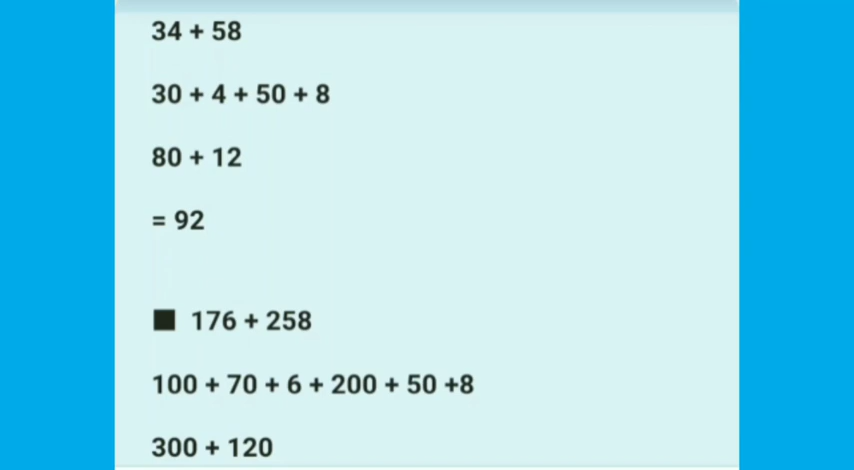 34 + 58
30 + 4 + 50 + 8
80 + 12
= 92
■ 176 + 258
100 + 70 + 6 + 200 + 50 +8
300 + 120